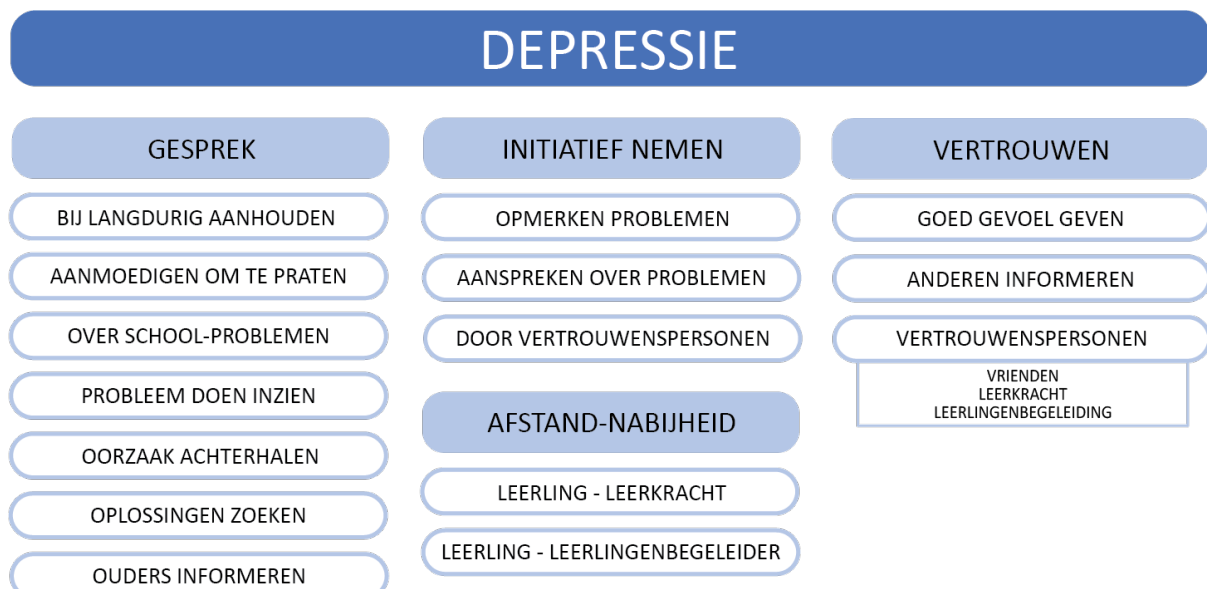 DEPRESSIE
GESPREK
BIJ LANGDURIG AANHOUDEN
AANMOEDIGEN OM TE PRATEN
OVER SCHOOL-PROBLEMEN
PROBLEEM DOEN INZIEN
OORZAAK ACHTERHALEN
OPLOSSINGEN ZOEKEN
OUDERS INFORMEREN
INITIATIEF NEMEN
OPMERKEN PROBLEMEN
AANSPREKEN OVER PROBLEMEN
DOOR VERTROUWENSPERSONEN
AFSTAND-NABIJHEID
LEERLING - LEERKRACHT
LEERLING - LEERLINGENBEGELEIDER
VERTROUWEN
GOED GEVOEL GEVEN
ANDEREN INFORMEREN
VERTROUWENSPERSONEN
VRIENDEN
LEERKRACHT
LEERLINGENBEGELEIDING